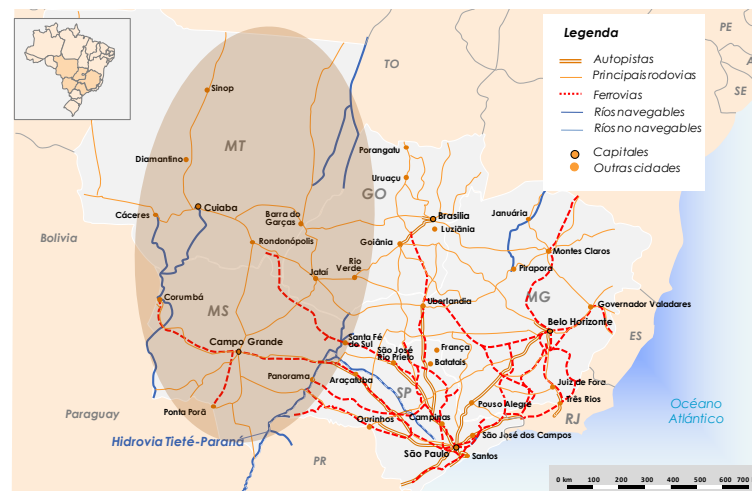 Legenda
Autopistas
Principais rodovias
Ferrovias
Ríos navegables
Ríos no navegables
Capitales
Outras cidades
PE
SE
TO
Sinop
MT
Diamantino
Porangatu
Uruaçu
GO
Cáceres
Cuiaba
Barra do
Garças
Brasilia
Luziânia
Januária
Bolivia
Rondonópolis
Goiânia
Montes Claros
Jataí
Rio
Verde
Pirapora
Corumbá
MS
Uberlandia
MG
Governador Valadares
Belo Horizonte
ES
Campo Grande
Santa Fé
do Sul
São José
Rio Prieto
França
Batatais
Panorama
Araçatuba
SP
Juiz de Fora
Três Rios
Ponta Porã
Pouso Alegre
RJ
Paraguay
Ourinhos
Campinas
Océano
Atlántico
Hidrovia Tieté-Paraná
São José dos Campos
São Paulo
Santos
PR
0 km 100 200 300 400 500 600 700